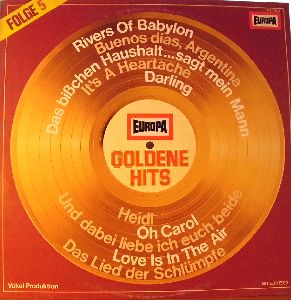 FOLGE 5
EUROPA
Rivers Of Babylon
Buenos dias, Argentina
Das bißchen Haushalt...sagt mein Mann
It's A Heartache
Darling
EUROPA
GOLDENE
HITS
Heidi
Oh Carol
Und dabei liebe ich euch beide
Love Is In The Air
Das Lied der Schlümpfe
Vokal Produktion
STEREO